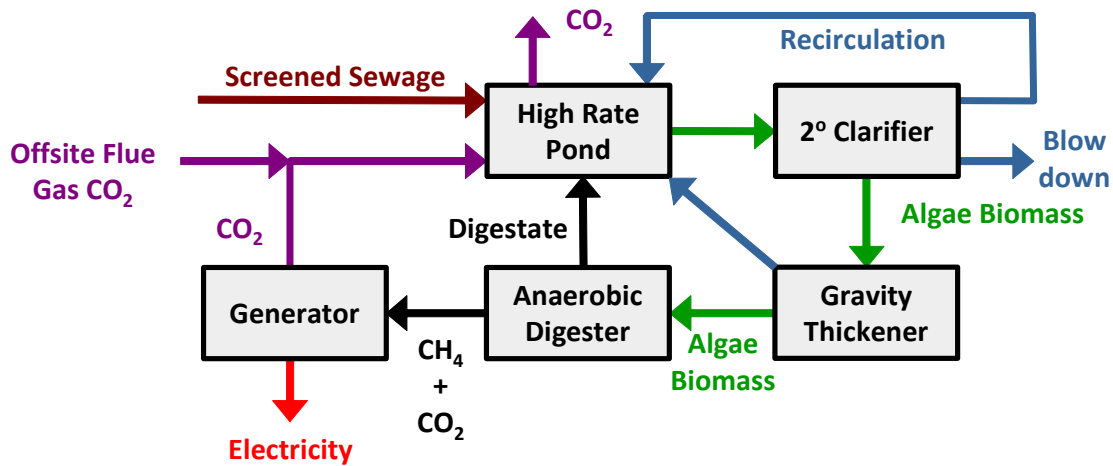 CO₂
Recirculation
Screened Sewage
High Rate
Pond
2º Clarifier
Offsite Flue
Gas CO₂
Blow
down
CO₂
Digestate
Algae Biomass
Generator
Anaerobic
Digester
Gravity
Thickener
CH₄
+
CO₂
Algae
Biomass
Electricity